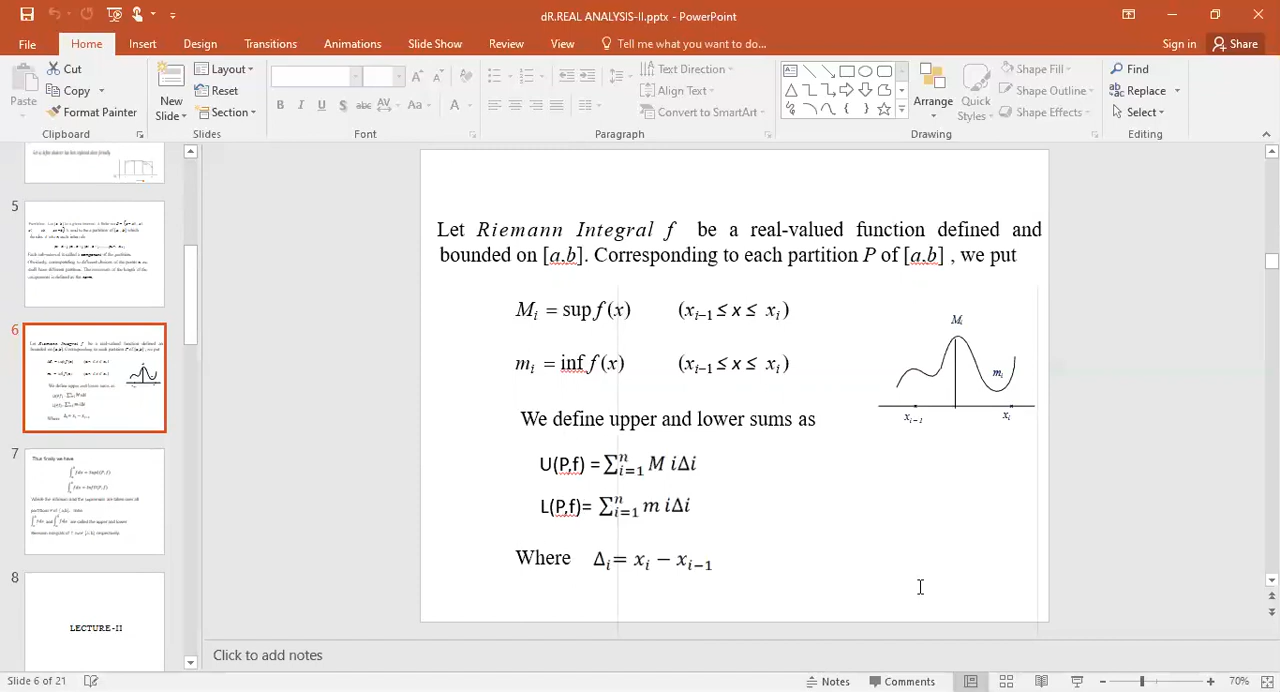 dR.REAL ANALYSIS-II.pptx - PowerPoint
File Home Insert Design Transitions Animations Slide Show Review View Tell me what you want to do... Sign in Share
Paste Cut Copy Format Painter
New Slide Layout Reset Section
Text Direction Align Text Convert to SmartArt
Arrange Quick Styles Shape Fill Shape Outline Shape Effects
Find Replace Select
Clipboard Slides Font Paragraph Drawing Editing
5
6
7
Thus finaly we have
8
LECTURE-II
Let Riemann Integral f be a real-valued function defined and
bounded on [a,b]. Corresponding to each partition P of [a,b] , we put
Mᵢ = sup f(x) (xᵢ₋₁ ≤ x ≤ xᵢ)
mᵢ = inf f(x) (xᵢ₋₁ ≤ x ≤ xᵢ)
Mᵢ
mᵢ
xᵢ₋₁ xᵢ
We define upper and lower sums as
U(P,f) =∑ⁿᵢ₌₁ M iΔi
L(P,f)= ∑ⁿᵢ₌₁ m iΔi
Where Δᵢ= xᵢ − xᵢ₋₁
Click to add notes
Slide 6 of 21 Notes Comments 70%